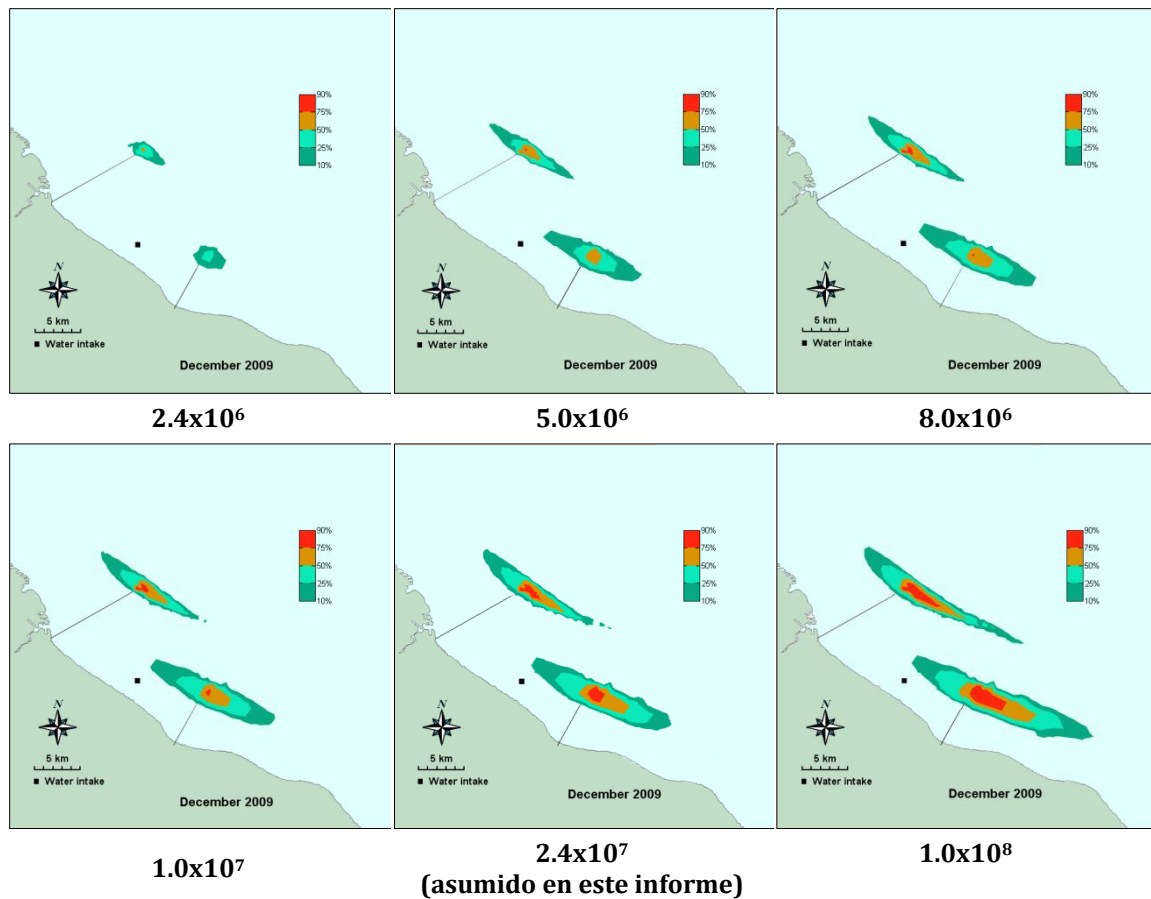 90%
75%
50%
25%
10%
N
5 km
Water intake
December 2009
2.4x10⁶
90%
75%
50%
25%
10%
N
5 km
Water intake
December 2009
5.0x10⁶
90%
75%
50%
25%
10%
N
5 km
Water intake
December 2009
8.0x10⁶
90%
75%
50%
25%
10%
N
5 km
Water intake
December 2009
1.0x10⁷
90%
75%
50%
25%
10%
N
5 km
Water intake
December 2009
2.4x10⁷
(asumido en este informe)
90%
75%
50%
25%
10%
N
5 km
Water intake
December 2009
1.0x10⁸